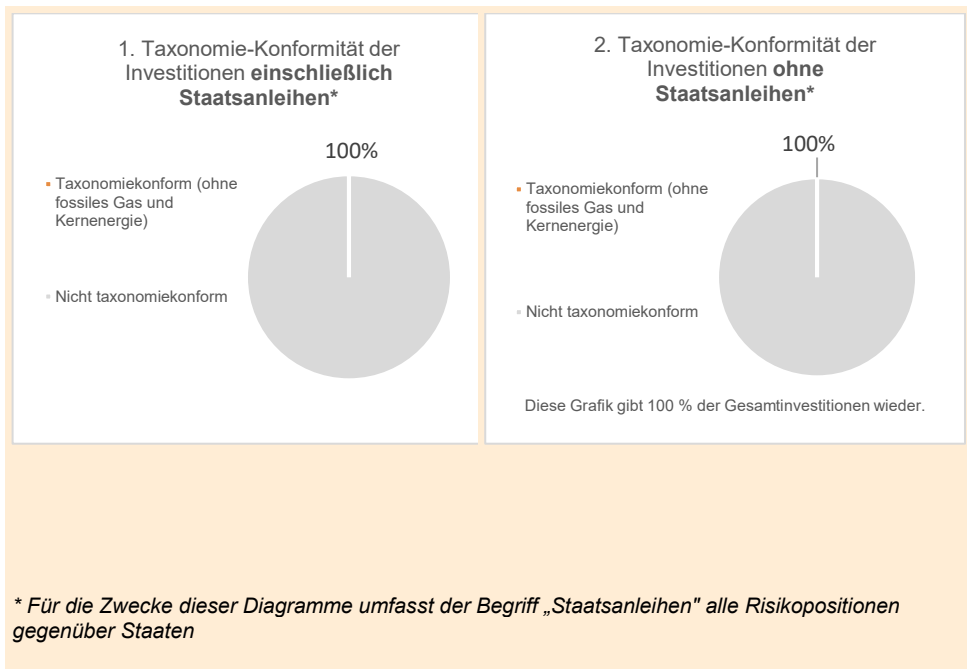 1. Taxonomie-Konformität der
Investitionen einschließlich
Staatsanleihen*
100%
Taxonomiekonform (ohne
fossiles Gas und
Kernenergie)
Nicht taxonomiekonform
2. Taxonomie-Konformität der
Investitionen ohne
Staatsanleihen*
100%
Taxonomiekonform (ohne
fossiles Gas und
Kernenergie)
Nicht taxonomiekonform
Diese Grafik gibt 100 % der Gesamtinvestitionen wieder.
* Für die Zwecke dieser Diagramme umfasst der Begriff „Staatsanleihen" alle Risikopositionen
gegenüber Staaten